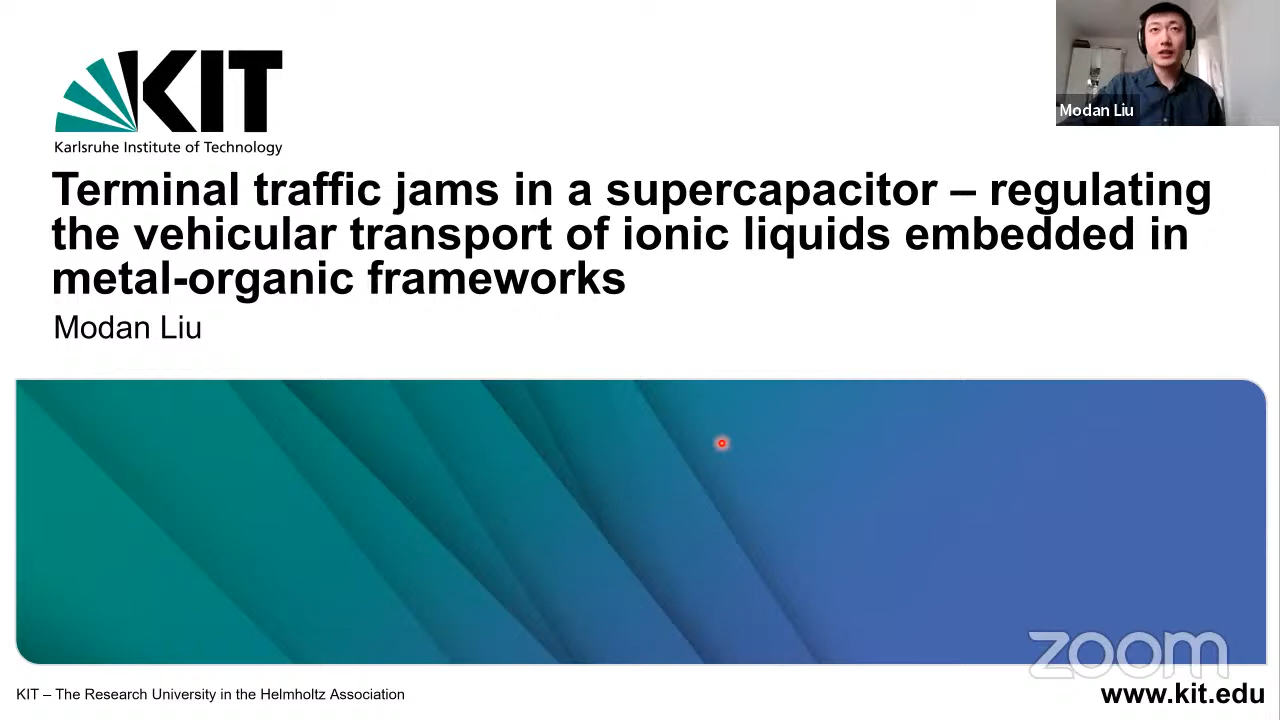 Modan Liu
KIT
Karlsruhe Institute of Technology
Terminal traffic jams in a supercapacitor – regulating
the vehicular transport of ionic liquids embedded in
metal-organic frameworks
Modan Liu
zoom
KIT – The Research University in the Helmholtz Association
www.kit.edu